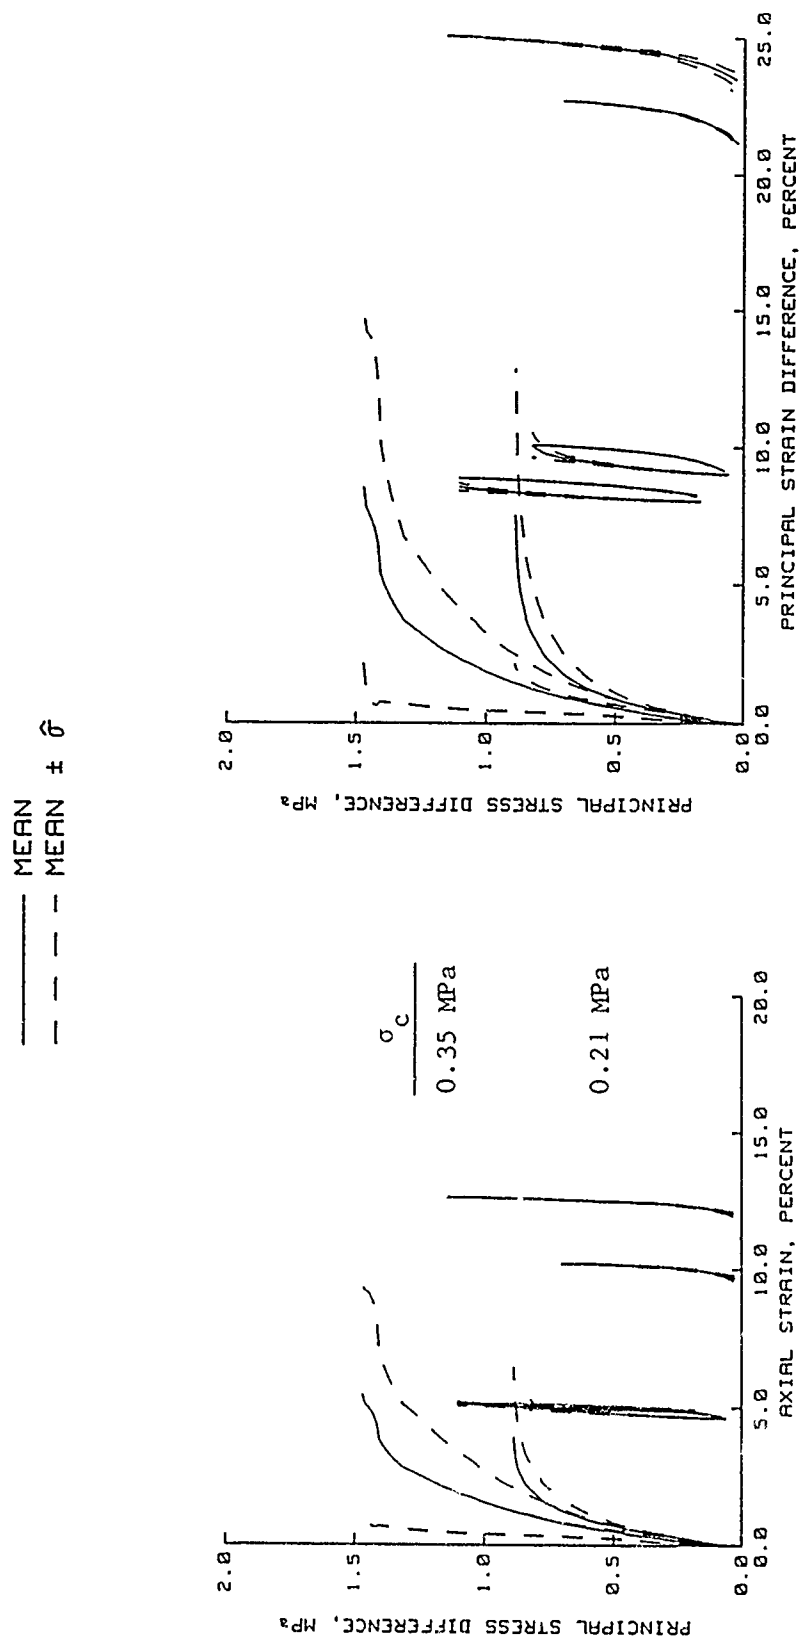 MEAN
MEAN ± σ̂
2.0
1.5
1.0
0.5
0.0
PRINCIPAL STRESS DIFFERENCE, MPa
0.0
5.0
10.0
15.0
20.0
AXIAL STRAIN, PERCENT
σc
0.35 MPa
0.21 MPa
2.0
1.5
1.0
0.5
0.0
PRINCIPAL STRESS DIFFERENCE, MPa
0.0
5.0
10.0
15.0
20.0
25.0
PRINCIPAL STRAIN DIFFERENCE, PERCENT